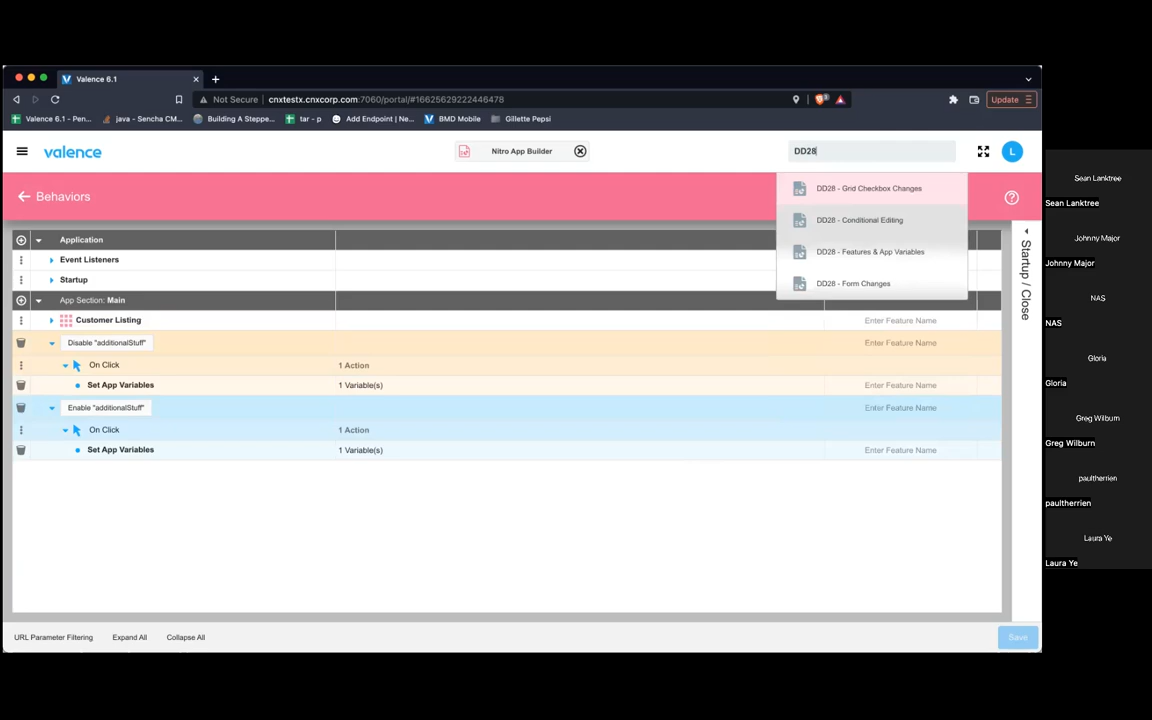 Valence 6.1
Not Secure | cnxtestx.cnxcorp.com:7060/portal/#16625629222446478
Update
Valence 6.1 - Pen...
java - Sencha CM...
Building A Steppe...
tar - p
Add Endpoint | Ne...
BMD Mobile
Gillette Pepsi
valence
Nitro App Builder
DD28
L
Behaviors
DD28 - Grid Checkbox Changes
DD28 - Conditional Editing
DD28 - Features & App Variables
DD28 - Form Changes
Application
Event Listeners
Startup
App Section: Main
Customer Listing
Enter Feature Name
Disable "additionalStuff"
Enter Feature Name
On Click
1 Action
Set App Variables
1 Variable(s)
Enter Feature Name
Enable "additionalStuff"
Enter Feature Name
On Click
1 Action
Set App Variables
1 Variable(s)
Enter Feature Name
Startup / Close
URL Parameter Filtering
Expand All
Collapse All
Save
Sean Lanktree
Sean Lanktree
Johnny Major
Johnny Major
NAS
NAS
Gloria
Gloria
Greg Wilburn
Greg Wilburn
paultherrien
paultherrien
Laura Ye
Laura Ye